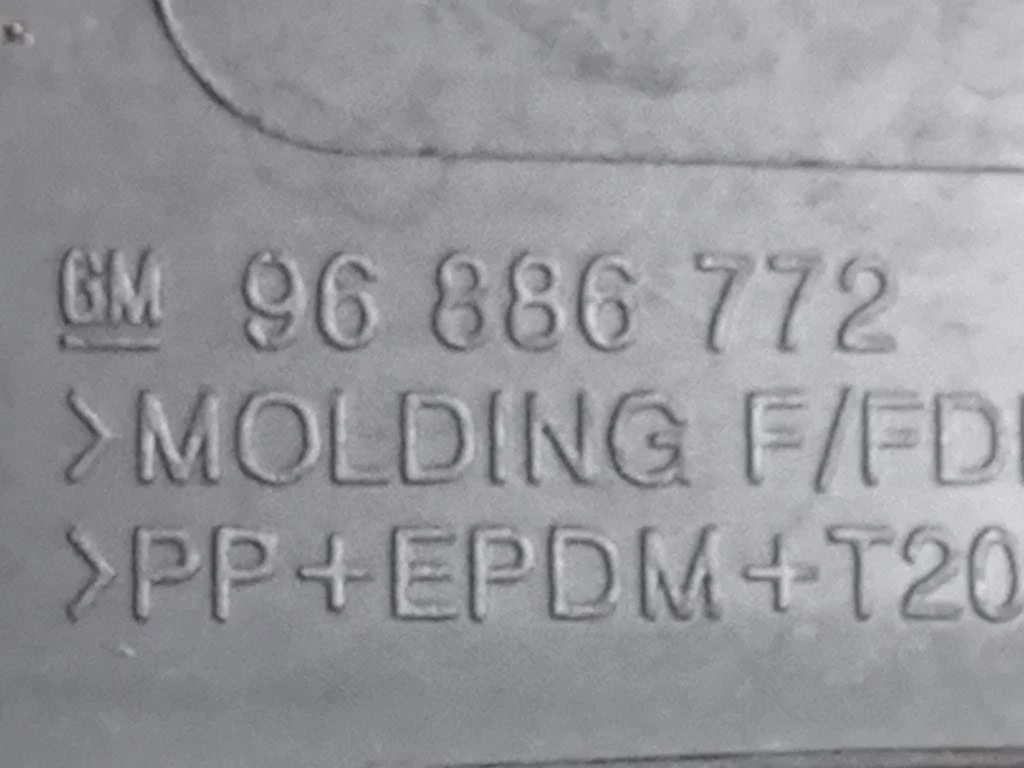 GM 96 886 772
>MOLDING F/FD
>PP+EPDM+T20